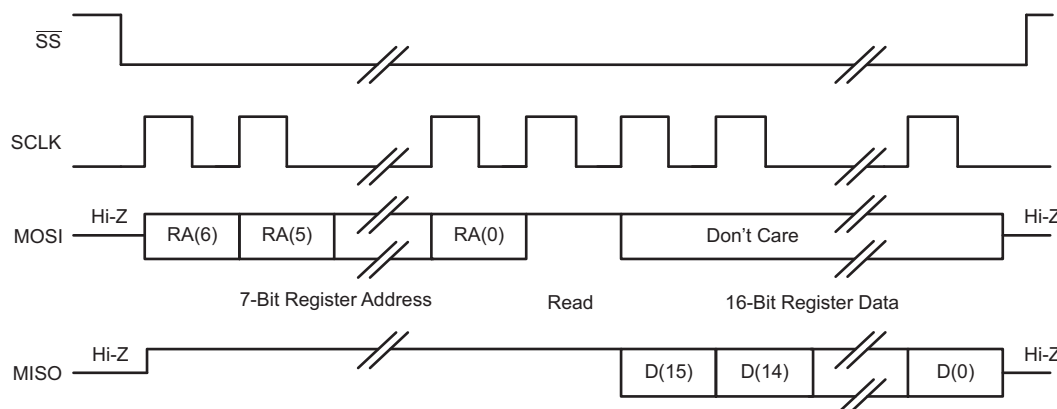 SS
SCLK
Hi-Z
Hi-Z
MOSI
RA(6)
RA(5)
RA(0)
Don't Care
7-Bit Register Address
Read
16-Bit Register Data
Hi-Z
Hi-Z
MISO
D(15)
D(14)
D(0)